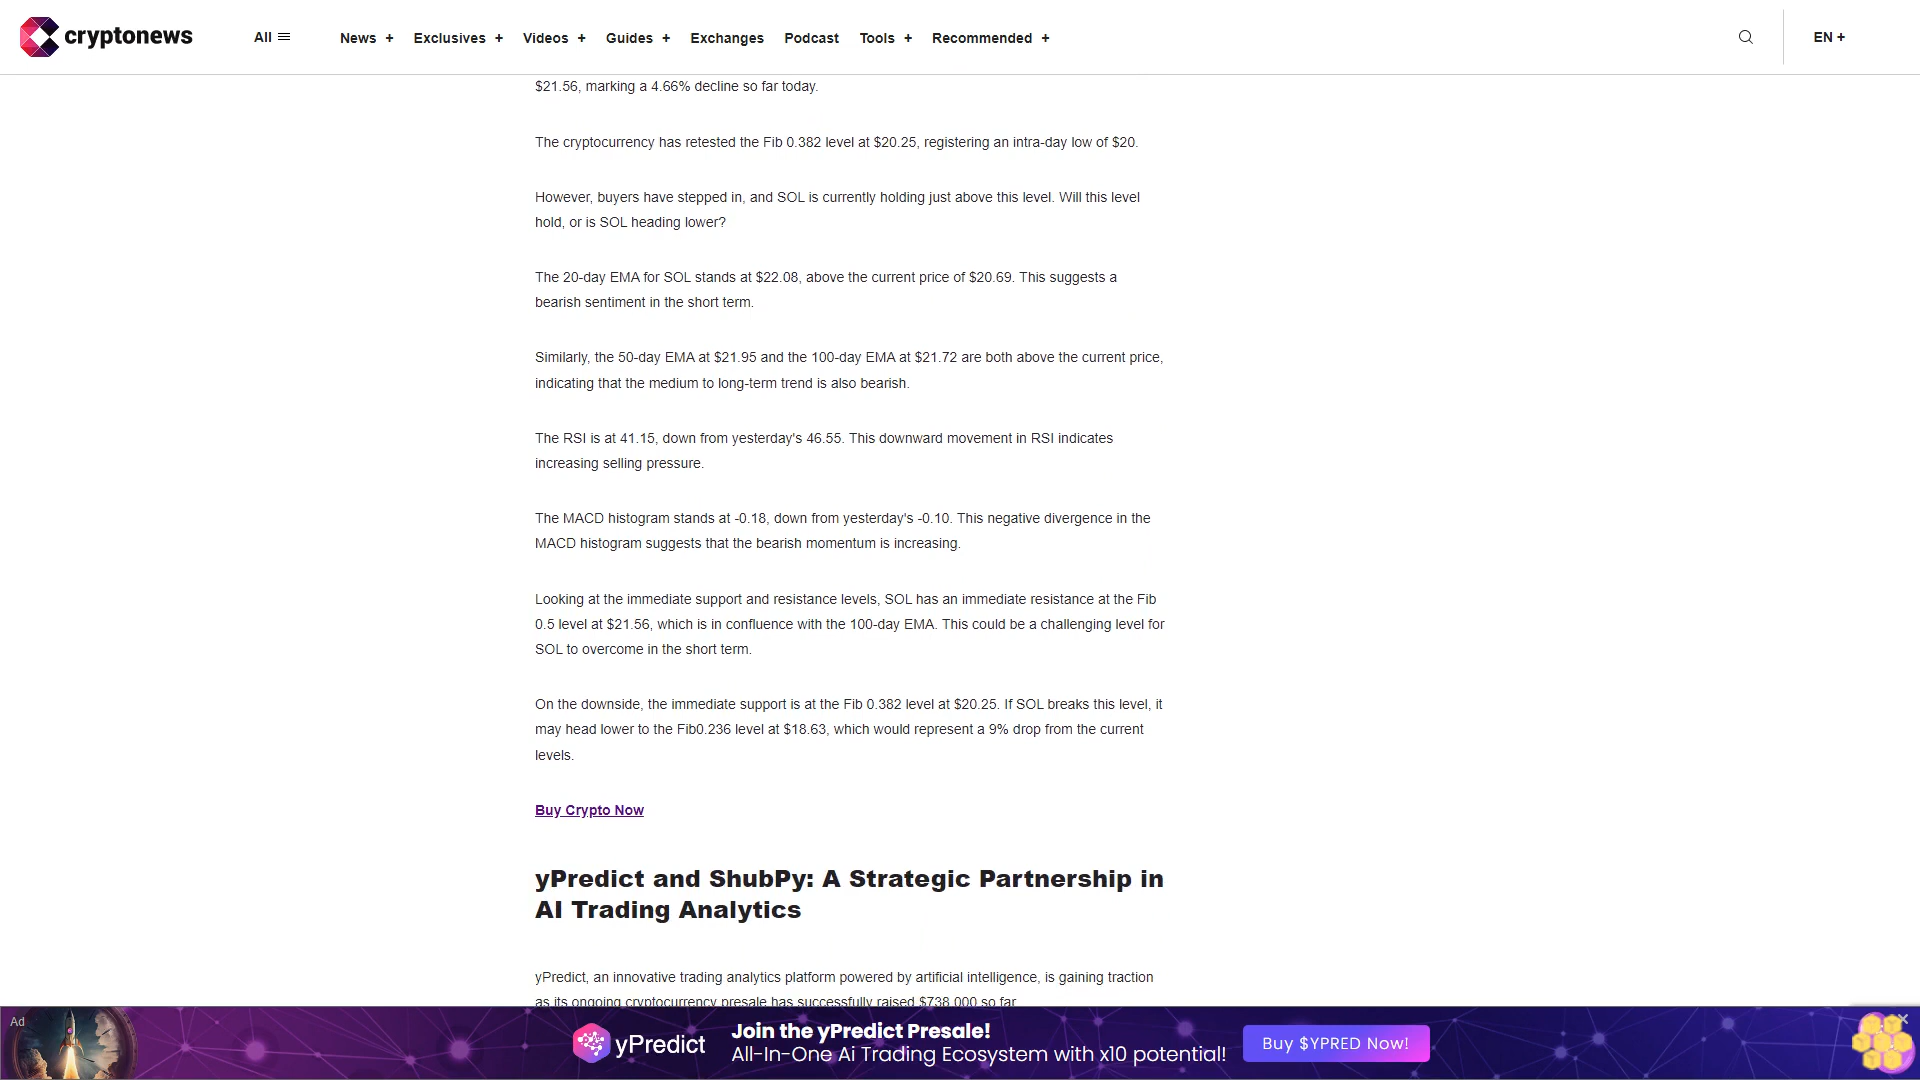 cryptonews
All
News +
Exclusives +
Videos +
Guides +
Exchanges
Podcast
Tools +
Recommended +
EN +
$21.56, marking a 4.66% decline so far today.
The cryptocurrency has retested the Fib 0.382 level at $20.25, registering an intra-day low of $20.
However, buyers have stepped in, and SOL is currently holding just above this level. Will this level
hold, or is SOL heading lower?
The 20-day EMA for SOL stands at $22.08, above the current price of $20.69. This suggests a
bearish sentiment in the short term.
Similarly, the 50-day EMA at $21.95 and the 100-day EMA at $21.72 are both above the current price,
indicating that the medium to long-term trend is also bearish.
The RSI is at 41.15, down from yesterday's 46.55. This downward movement in RSI indicates
increasing selling pressure.
The MACD histogram stands at -0.18, down from yesterday's -0.10. This negative divergence in the
MACD histogram suggests that the bearish momentum is increasing.
Looking at the immediate support and resistance levels, SOL has an immediate resistance at the Fib
0.5 level at $21.56, which is in confluence with the 100-day EMA. This could be a challenging level for
SOL to overcome in the short term.
On the downside, the immediate support is at the Fib 0.382 level at $20.25. If SOL breaks this level, it
may head lower to the Fib0.236 level at $18.63, which would represent a 9% drop from the current
levels.
Buy Crypto Now
yPredict and ShubPy: A Strategic Partnership in
AI Trading Analytics
yPredict, an innovative trading analytics platform powered by artificial intelligence, is gaining traction
as its ongoing cryptocurrency presale has successfully raised $738,000 so far
Ad
yPredict
Join the yPredict Presale!
All-In-One Ai Trading Ecosystem with x10 potential!
Buy $YPRED Now!